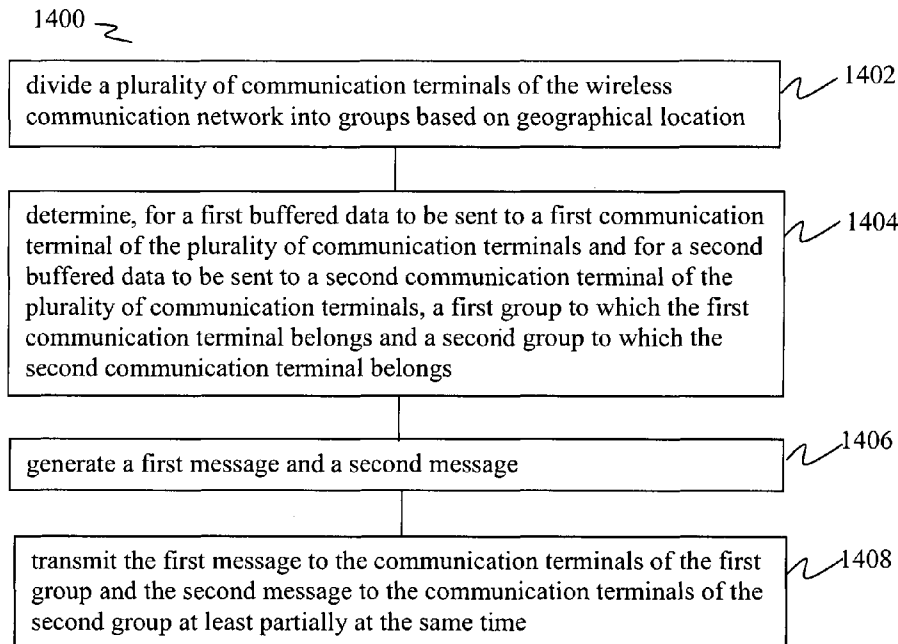 1400
divide a plurality of communication terminals of the wireless
communication network into groups based on geographical location
1402
determine, for a first buffered data to be sent to a first communication
terminal of the plurality of communication terminals and for a second
buffered data to be sent to a second communication terminal of the
plurality of communication terminals, a first group to which the first
communication terminal belongs and a second group to which the
second communication terminal belongs
1404
generate a first message and a second message
1406
transmit the first message to the communication terminals of the first
group and the second message to the communication terminals of the
second group at least partially at the same time
1408